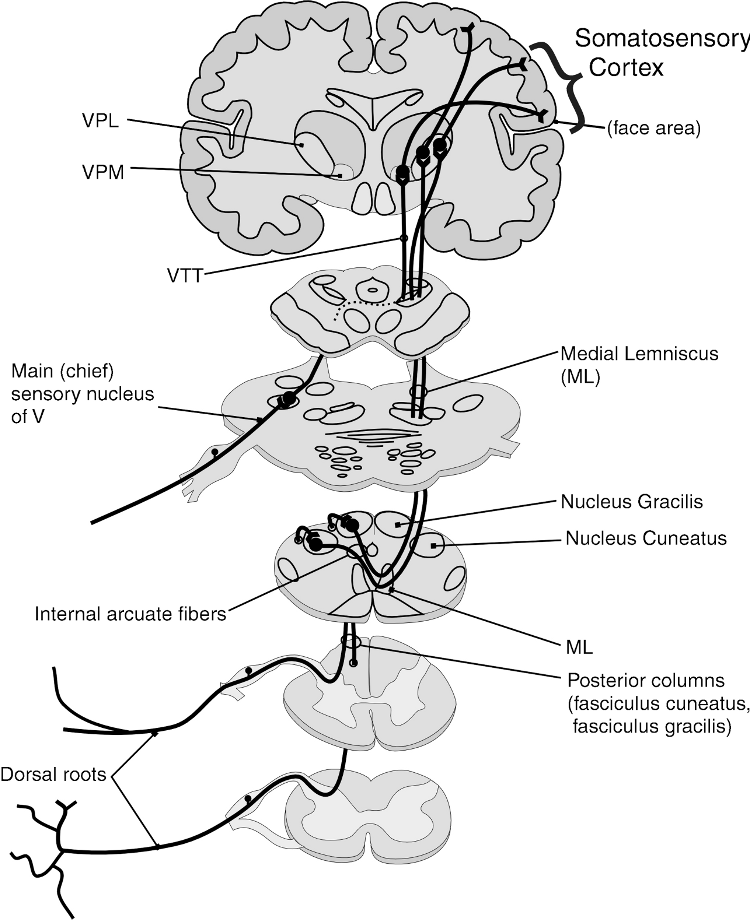 Somatosensory
Cortex
VPL
(face area)
VPM
VTT
Medial Lemniscus
(ML)
Main (chief)
sensory nucleus
of V
Nucleus Gracilis
Nucleus Cuneatus
Internal arcuate fibers
ML
Posterior columns
(fasciculus cuneatus,
fasciculus gracilis)
Dorsal roots